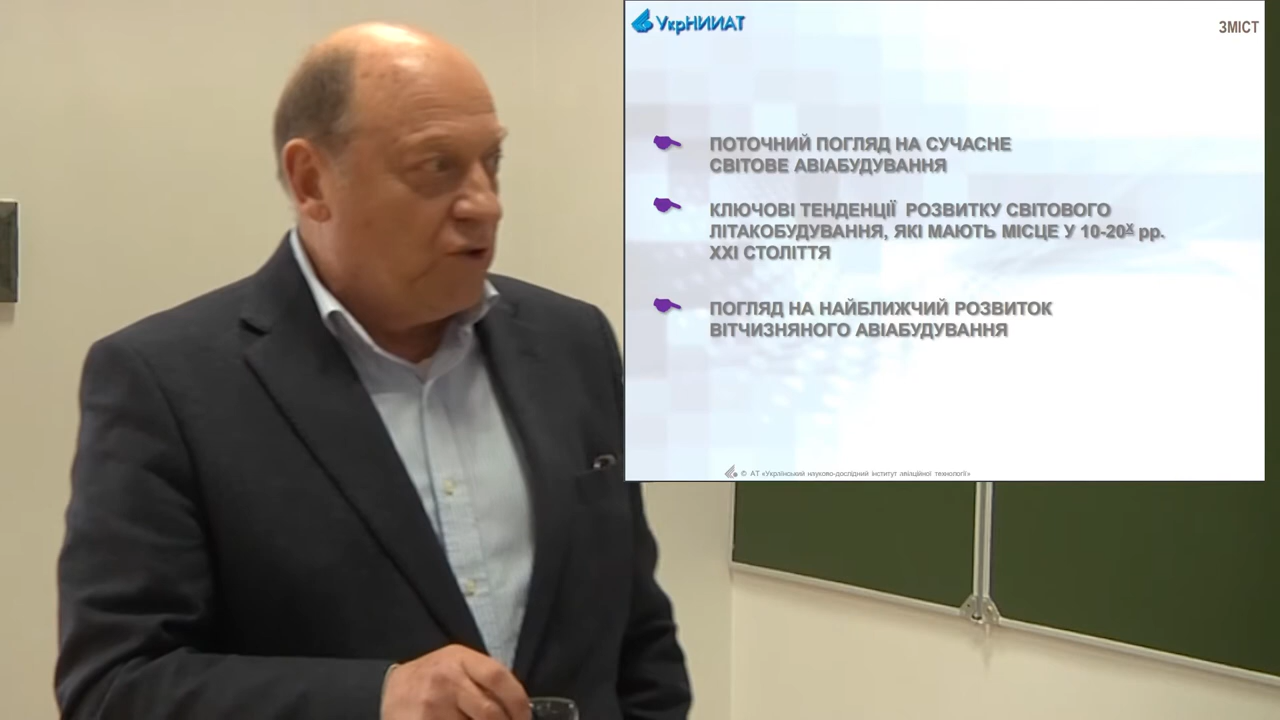 УкрНИИАТ
ЗМІСТ
ПОТОЧНИЙ ПОГЛЯД НА СУЧАСНЕ
СВІТОВЕ АВІАБУДУВАННЯ
КЛЮЧОВІ ТЕНДЕНЦІЇ РОЗВИТКУ СВІТОВОГО
ЛІТАКОБУДУВАННЯ, ЯКІ МАЮТЬ МІСЦЕ У 10-20х рр.
ХХІ СТОЛІТТЯ
ПОГЛЯД НА НАЙБЛИЖЧИЙ РОЗВИТОК
ВІТЧИЗНЯНОГО АВІАБУДУВАННЯ
© АТ «Український науково-дослідний інститут авіаційної технології»